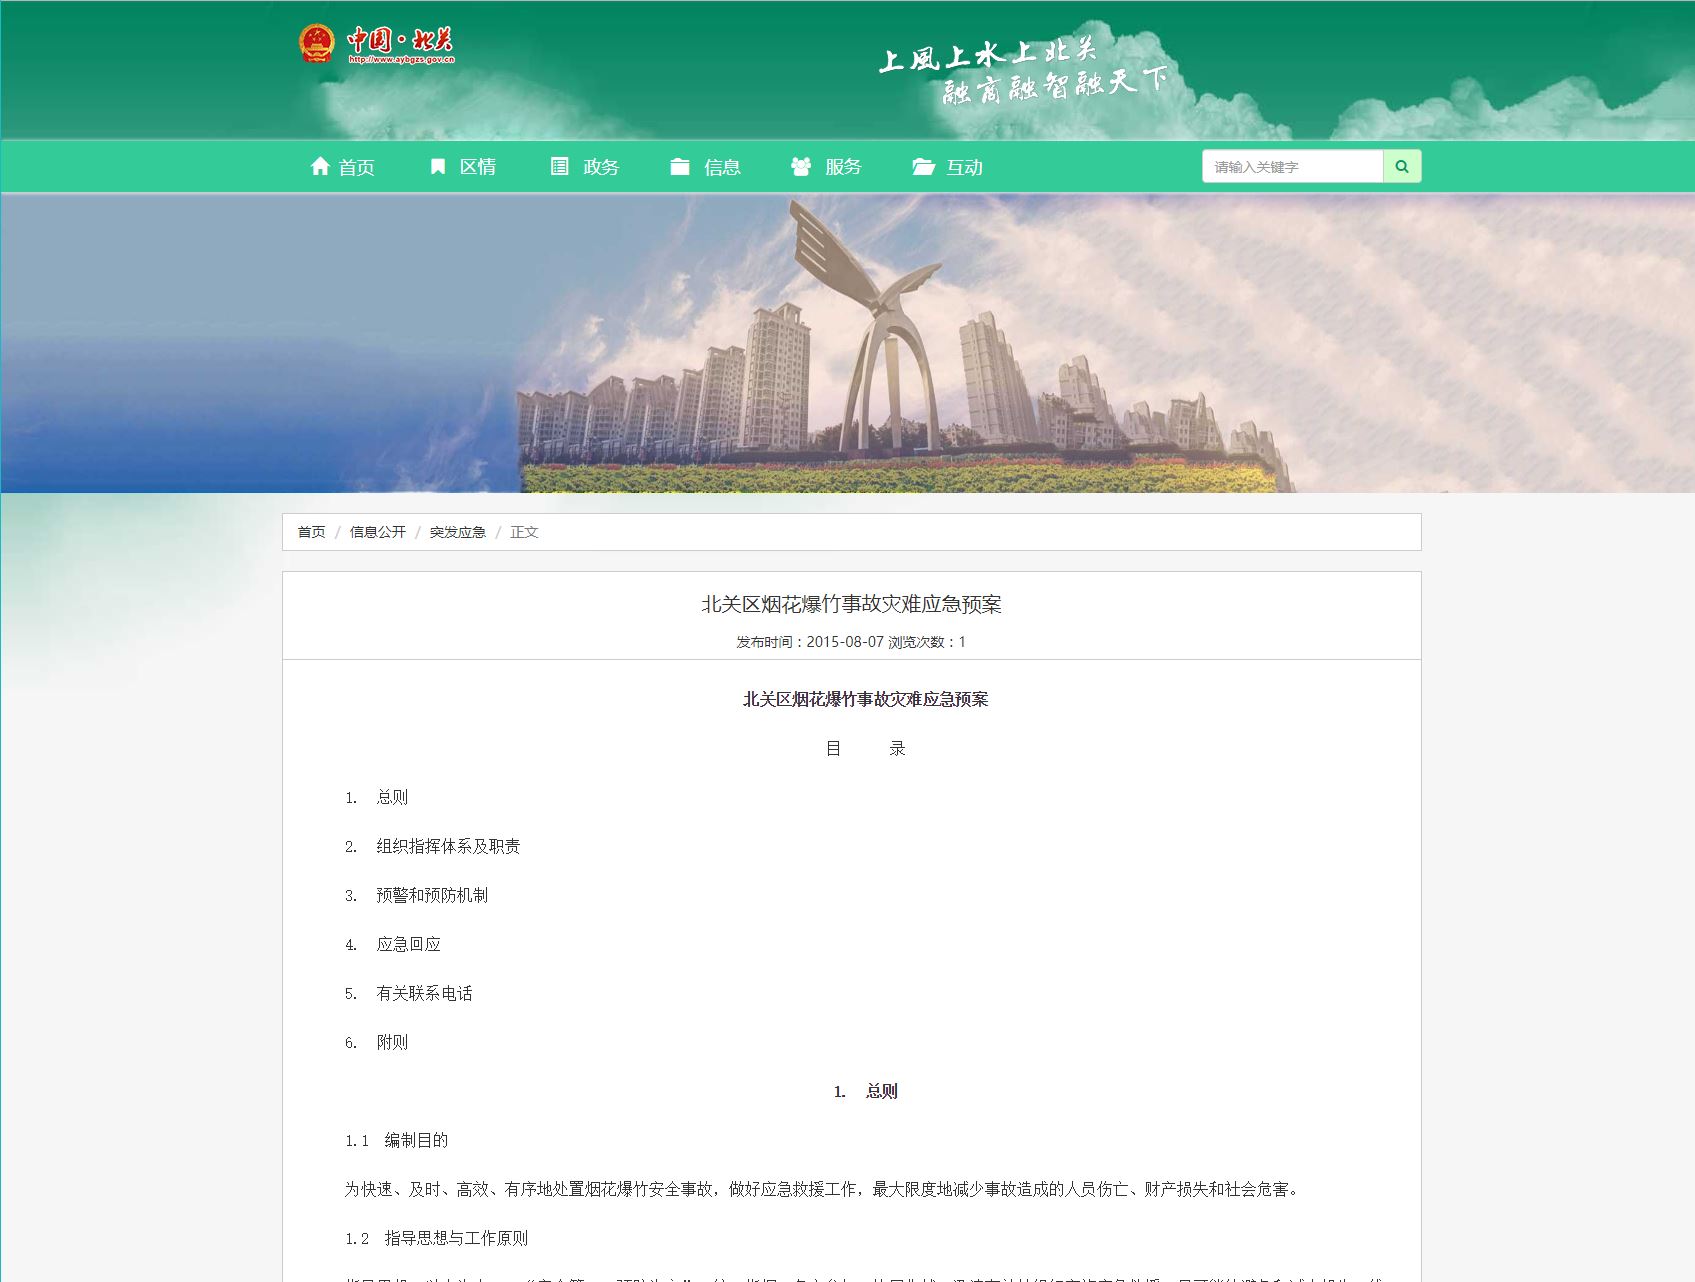 中国·北关
http://www.aybgzs.gov.cn
上風上水上北关
融商融智融天下
首页 区情 政务 信息 服务 互动 请输入关键字
首页 / 信息公开 / 突发应急 / 正文
北关区烟花爆竹事故灾难应急预案
发布时间：2015-08-07 浏览次数：1
北关区烟花爆竹事故灾难应急预案
目 录
1. 总则
2. 组织指挥体系及职责
3. 预警和预防机制
4. 应急回应
5. 有关联系电话
6. 附则
1. 总则
1.1 编制目的
为快速、及时、高效、有序地处置烟花爆竹安全事故，做好应急救援工作，最大限度地减少事故造成的人员伤亡、财产损失和社会危害。
1.2 指导思想与工作原则